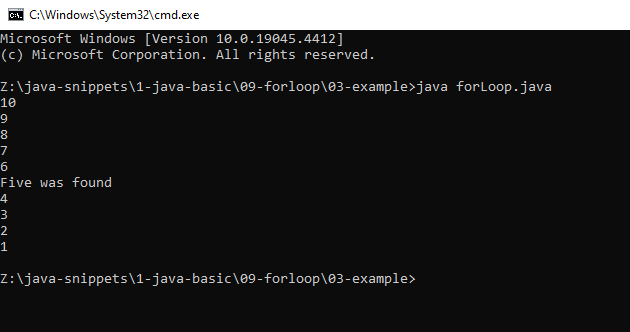 C:\Windows\System32\cmd.exe
Microsoft Windows [Version 10.0.19045.4412]
(c) Microsoft Corporation. All rights reserved.
Z:\java-snippets\1-java-basic\09-forloop\03-example>java forLoop.java
10
9
8
7
6
Five was found
4
3
2
1
Z:\java-snippets\1-java-basic\09-forloop\03-example>